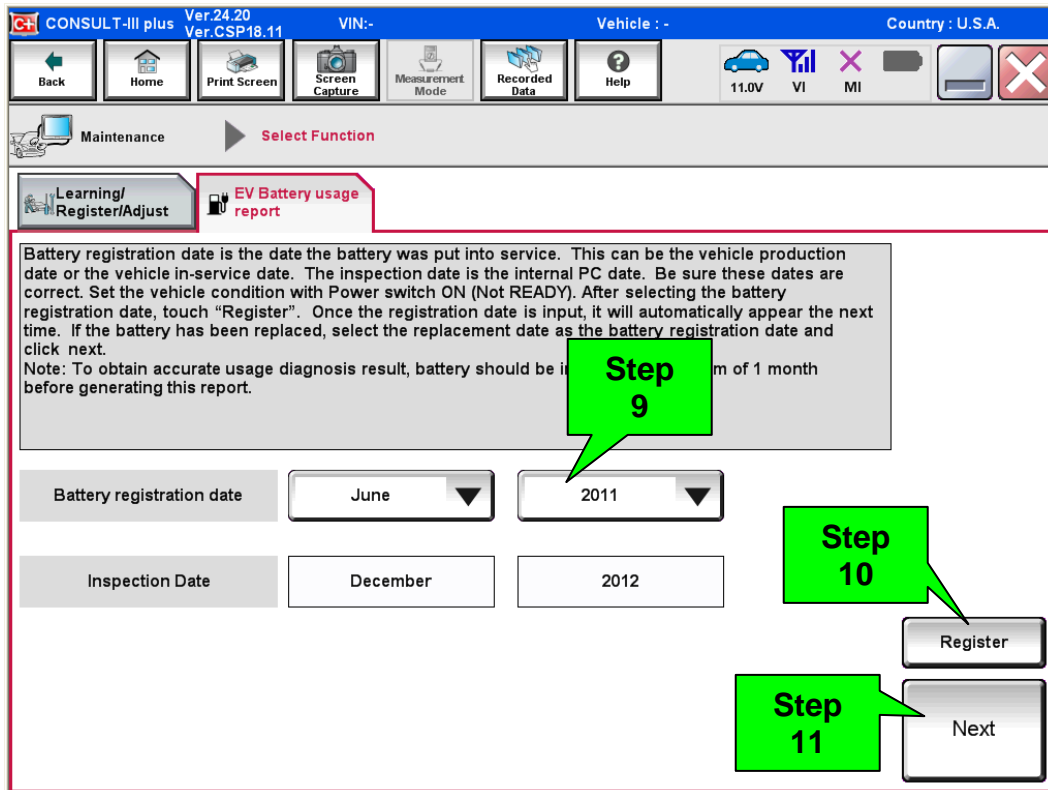 CONSULT-III plus Ver.24.20 VIN:- Vehicle : - Country : U.S.A.
Ver.CSP18.11
Back Home Print Screen Screen Capture Measurement Mode Recorded Data Help 11.0V VI MI
Maintenance Select Function
Learning/
Register/Adjust
EV Battery usage
report
Battery registration date is the date the battery was put into service. This can be the vehicle production
date or the vehicle in-service date. The inspection date is the internal PC date. Be sure these dates are
correct. Set the vehicle condition with Power switch ON (Not READY). After selecting the battery
registration date, touch “Register”. Once the registration date is input, it will automatically appear the next
time. If the battery has been replaced, select the replacement date as the battery registration date and
click next.
Note: To obtain accurate usage diagnosis result, battery should be i m of 1 month
before generating this report.
Step
9
Battery registration date June 2011
Step
10
Inspection Date December 2012
Register
Step
11
Next